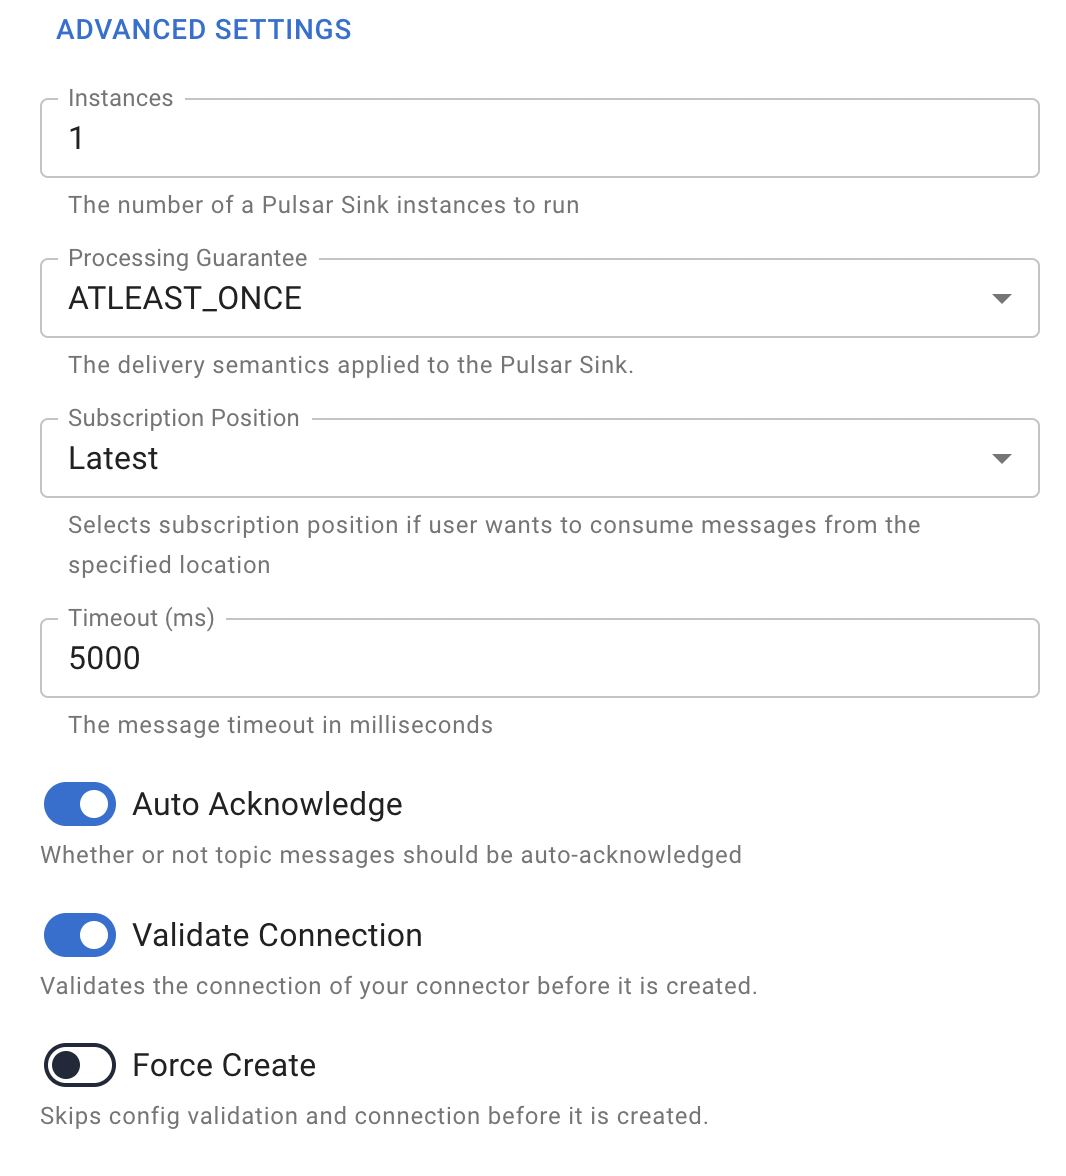 ADVANCED SETTINGS
Instances
1
The number of a Pulsar Sink instances to run
Processing Guarantee
ATLEAST_ONCE
The delivery semantics applied to the Pulsar Sink.
Subscription Position
Latest
Selects subscription position if user wants to consume messages from the
specified location
Timeout (ms)
5000
The message timeout in milliseconds
Auto Acknowledge
Whether or not topic messages should be auto-acknowledged
Validate Connection
Validates the connection of your connector before it is created.
Force Create
Skips config validation and connection before it is created.